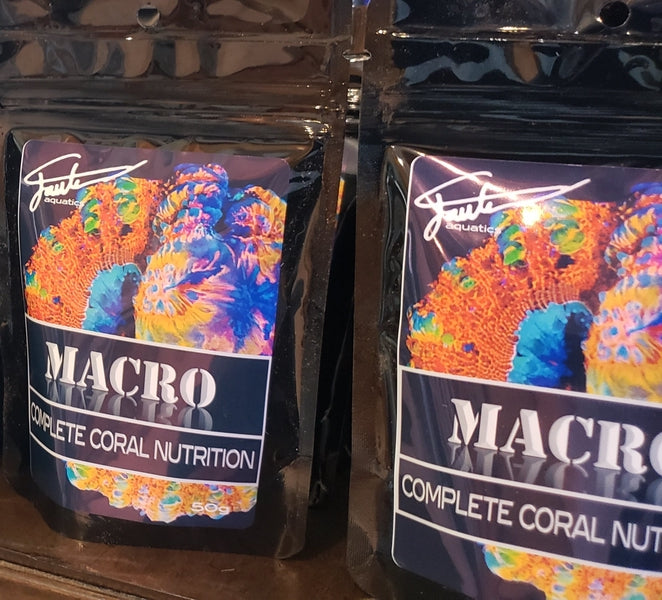 aquatics
MACRO
COMPLETE CORAL NUTRITION
50g
aquatics
MACRO
COMPLETE CORAL NUT